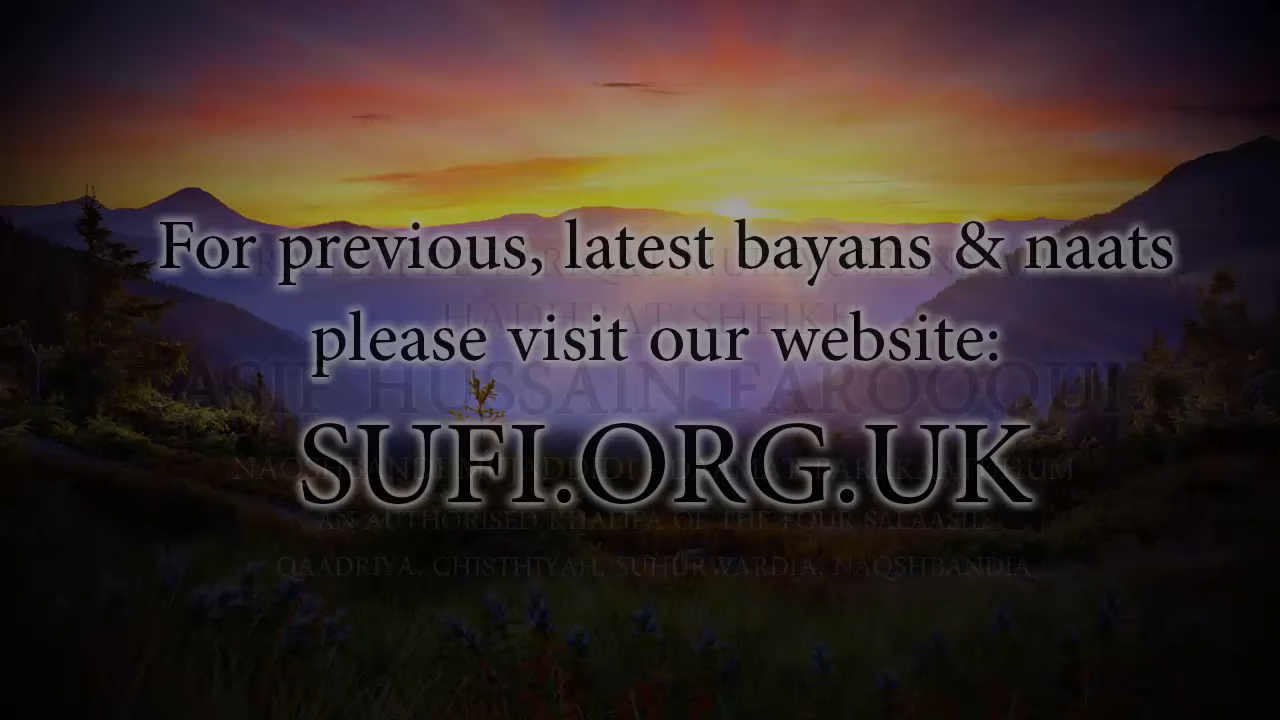 For previous, latest bayans & naats
HADHRAT SHEIKH
please visit our website:
ASIF HUSSAIN FAROOQUI
SUFI.ORG.UK
AN AUTHORISED KHALIFA OF THE FOUR SALAASIL:
QAADRIYA, CHISTHIYAH, SUHURWARDIA, NAQSHBANDIA